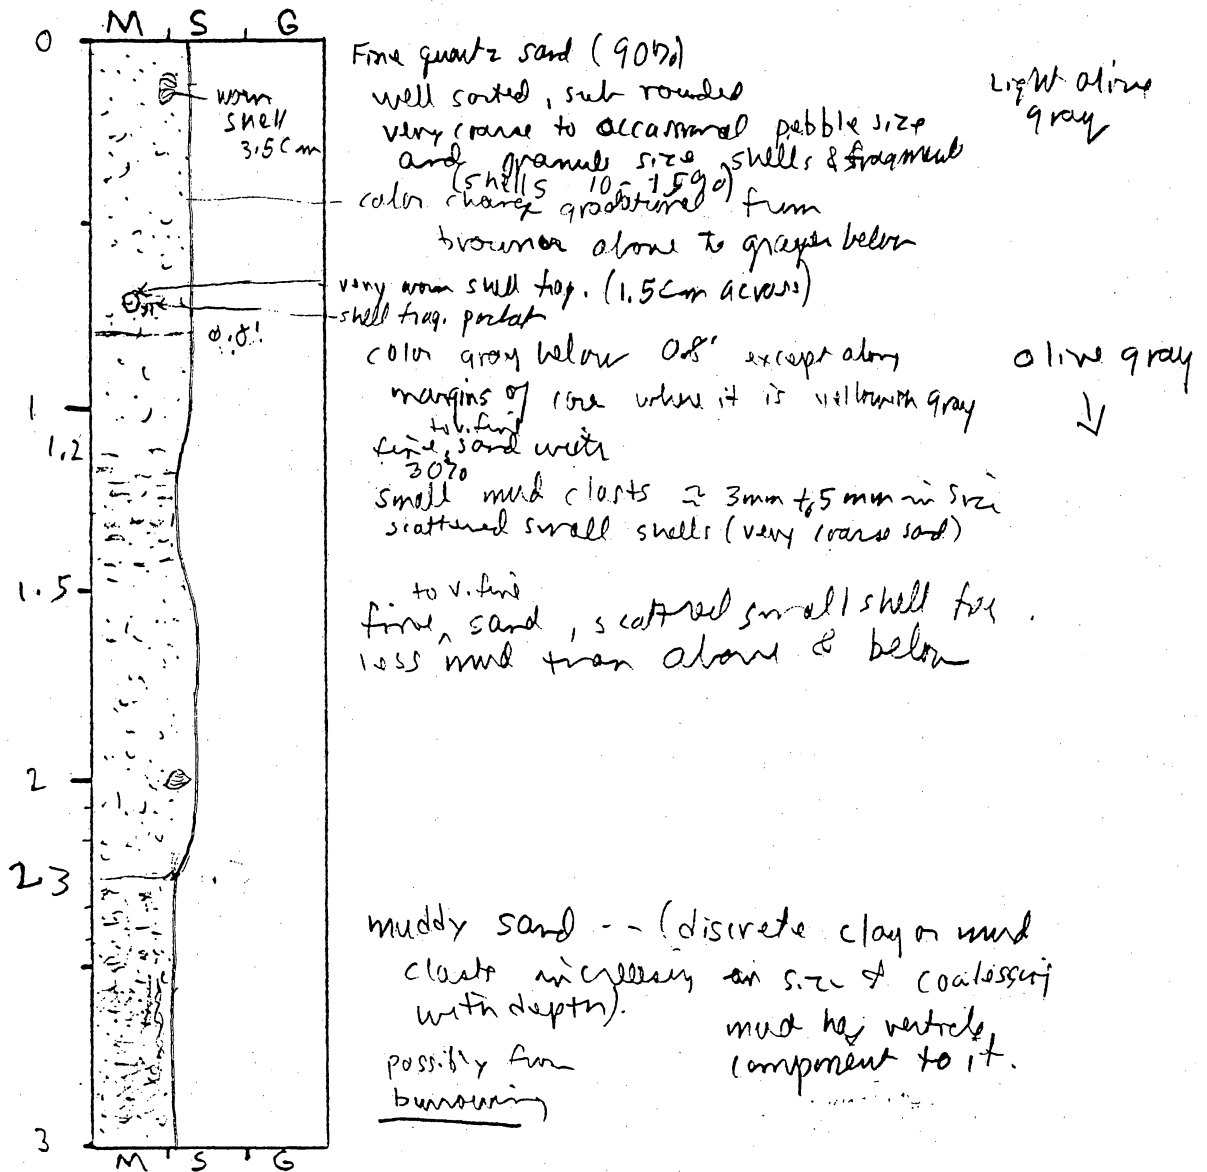 M S G
0
Fine quartz sand (90%)
well sorted, sub rounded
very coarse to occasional pebble size
and granule size shells & fragment
(shells 10-15%)
Light olive
gray
worn
shell
3.5cm
color change gradational from
browner above to grayer below
very worn shell frag. (1.5cm across)
shell frag. pocket
0.8'
color gray below 0.8' except along
margins of core where it is yellowish gray
olive gray
1
1.2
to v. fine
fine, sand with
30%
small mud clasts ≈ 3mm to 5mm in size
scattered small shells (very coarse sand)
1.5
to v. fine
fine, sand, scattered small shell
less mud than above & below
2
2.3
muddy sand -- (discrete clay or mud
clasts increasing in size & coalescing
with depth).
mud has vertical
component to it.
possibly from
burrowing
3
M S G